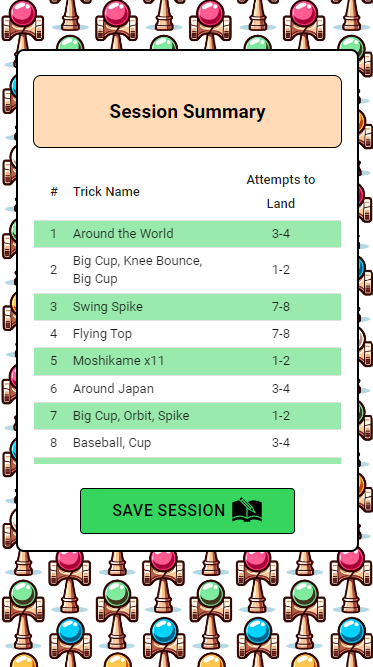 Session Summary
# Trick Name Attempts to Land
1 Around the World 3-4
2 Big Cup, Knee Bounce, Big Cup 1-2
3 Swing Spike 7-8
4 Flying Top 7-8
5 Moshikame x11 1-2
6 Around Japan 3-4
7 Big Cup, Orbit, Spike 1-2
8 Baseball, Cup 3-4
SAVE SESSION